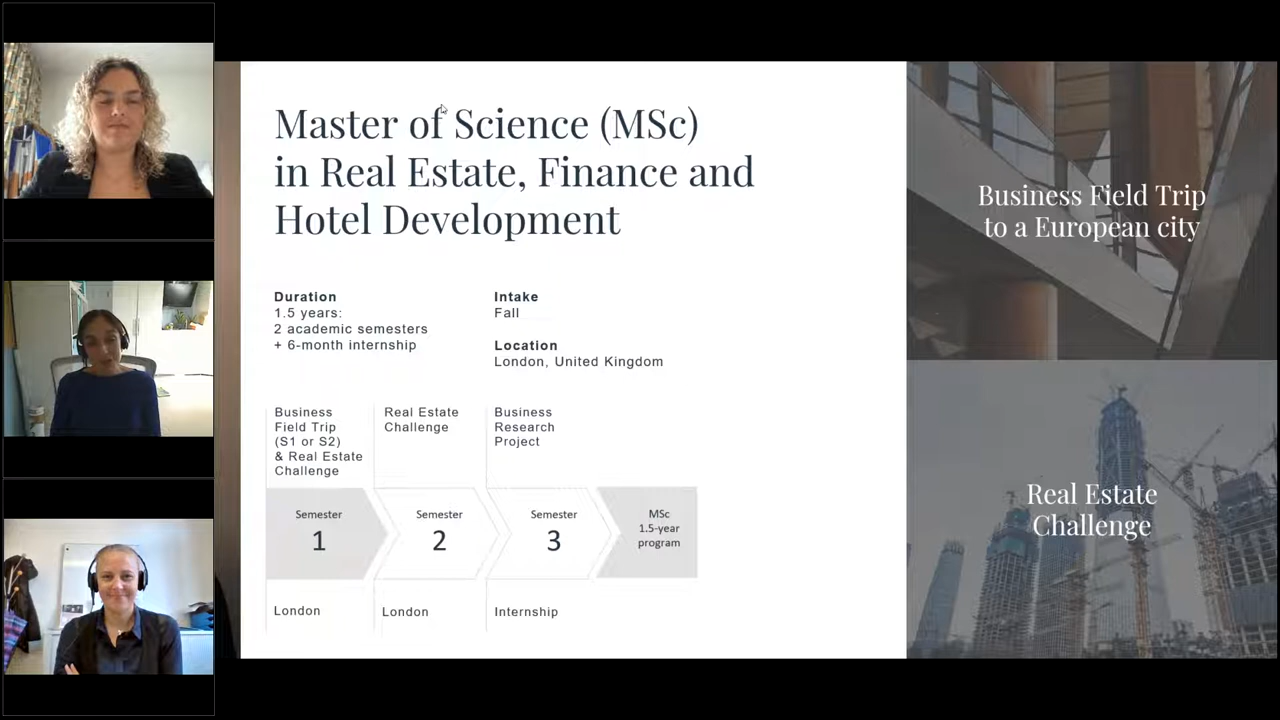 Master of Science (MSc)
in Real Estate, Finance and
Hotel Development
Duration
1.5 years:
2 academic semesters
+ 6-month internship
Intake
Fall
Location
London, United Kingdom
Business
Field Trip
(S1 or S2)
& Real Estate
Challenge
Real Estate
Challenge
Business
Research
Project
Semester
1
Semester
2
Semester
3
MSc
1.5-year
program
London
London
Internship
Business Field Trip
to a European city
Real Estate
Challenge